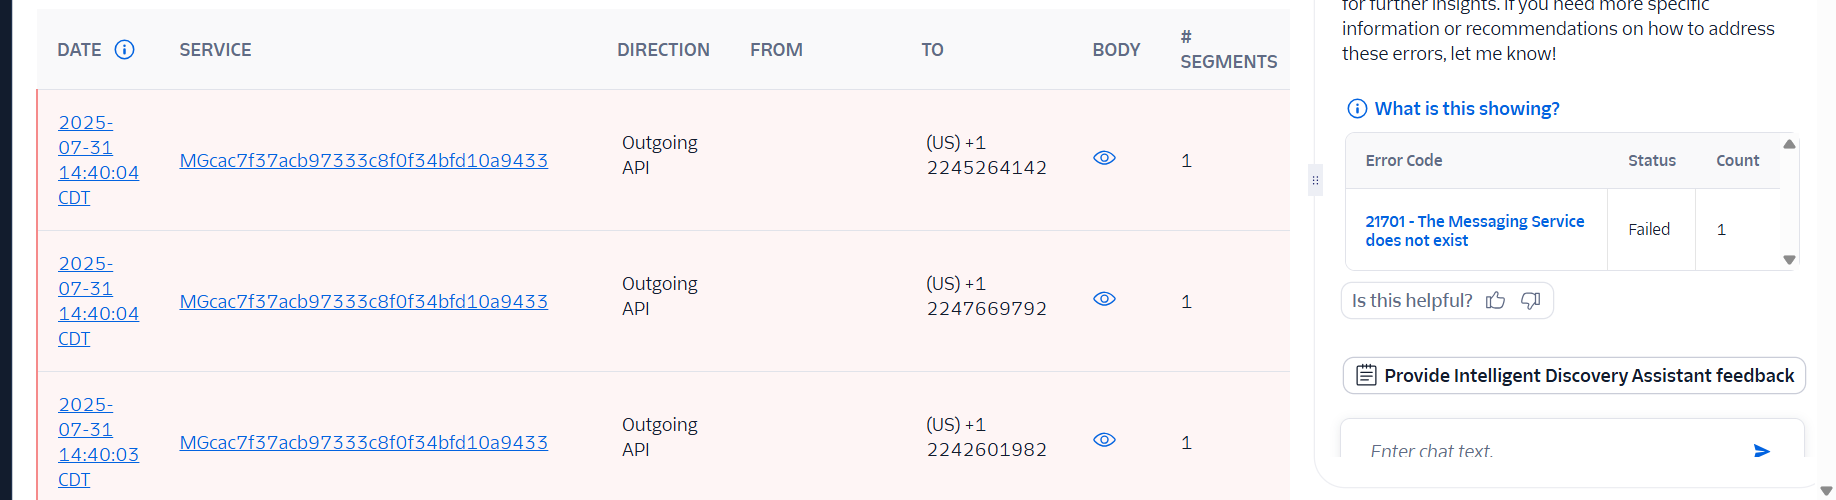 DATE
SERVICE
DIRECTION
FROM
TO
BODY
#
SEGMENTS
2025-
07-31
14:40:04
CDT
MGcac7f37acb97333c8f0f34bfd10a9433
Outgoing
API
(US) +1
2245264142
1
2025-
07-31
14:40:04
CDT
MGcac7f37acb97333c8f0f34bfd10a9433
Outgoing
API
(US) +1
2247669792
1
2025-
07-31
14:40:03
CDT
MGcac7f37acb97333c8f0f34bfd10a9433
Outgoing
API
(US) +1
2242601982
1
for further insights. If you need more specific
information or recommendations on how to address
these errors, let me know!
What is this showing?
Error Code
Status
Count
21701 - The Messaging Service
does not exist
Failed
1
Is this helpful?
Provide Intelligent Discovery Assistant feedback
Enter chat text.